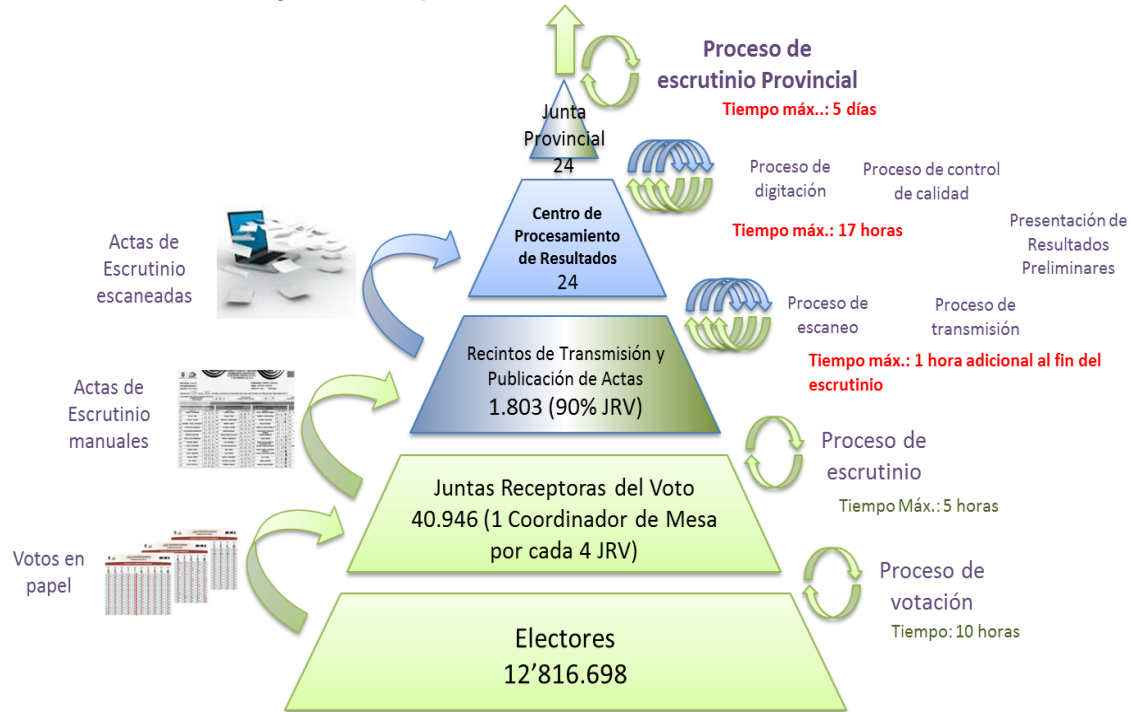 Proceso de
escrutinio Provincial
Tiempo máx..: 5 días
Junta
Provincial
24
Proceso de
digitación
Proceso de control
de calidad
Tiempo máx.: 17 horas
Presentación de
Resultados
Preliminares
Centro de
Procesamiento
de Resultados
24
Actas de
Escrutinio
escaneadas
Proceso de
escaneo
Proceso de
transmisión
Tiempo máx.: 1 hora adicional al fin del
escrutinio
Recintos de Transmisión y
Publicación de Actas
1.803 (90% JRV)
Actas de
Escrutinio
manuales
Proceso de
escrutinio
Tiempo Máx.: 5 horas
Juntas Receptoras del Voto
40.946 (1 Coordinador de Mesa
por cada 4 JRV)
Votos en
papel
Proceso de
votación
Tiempo: 10 horas
Electores
12’816.698